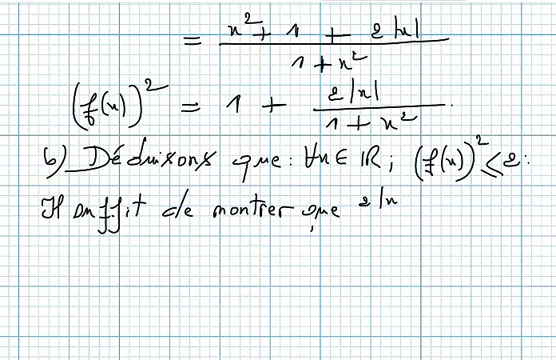 = (x² + 1 + 2|x|) / (1 + x²)
(f(x))² = 1 + 2|x| / (1 + x²).
b) Déduisons que : ∀x ∈ ℝ ; (f(x))² ≤ 2 :
Il suffit de montrer que 2|x